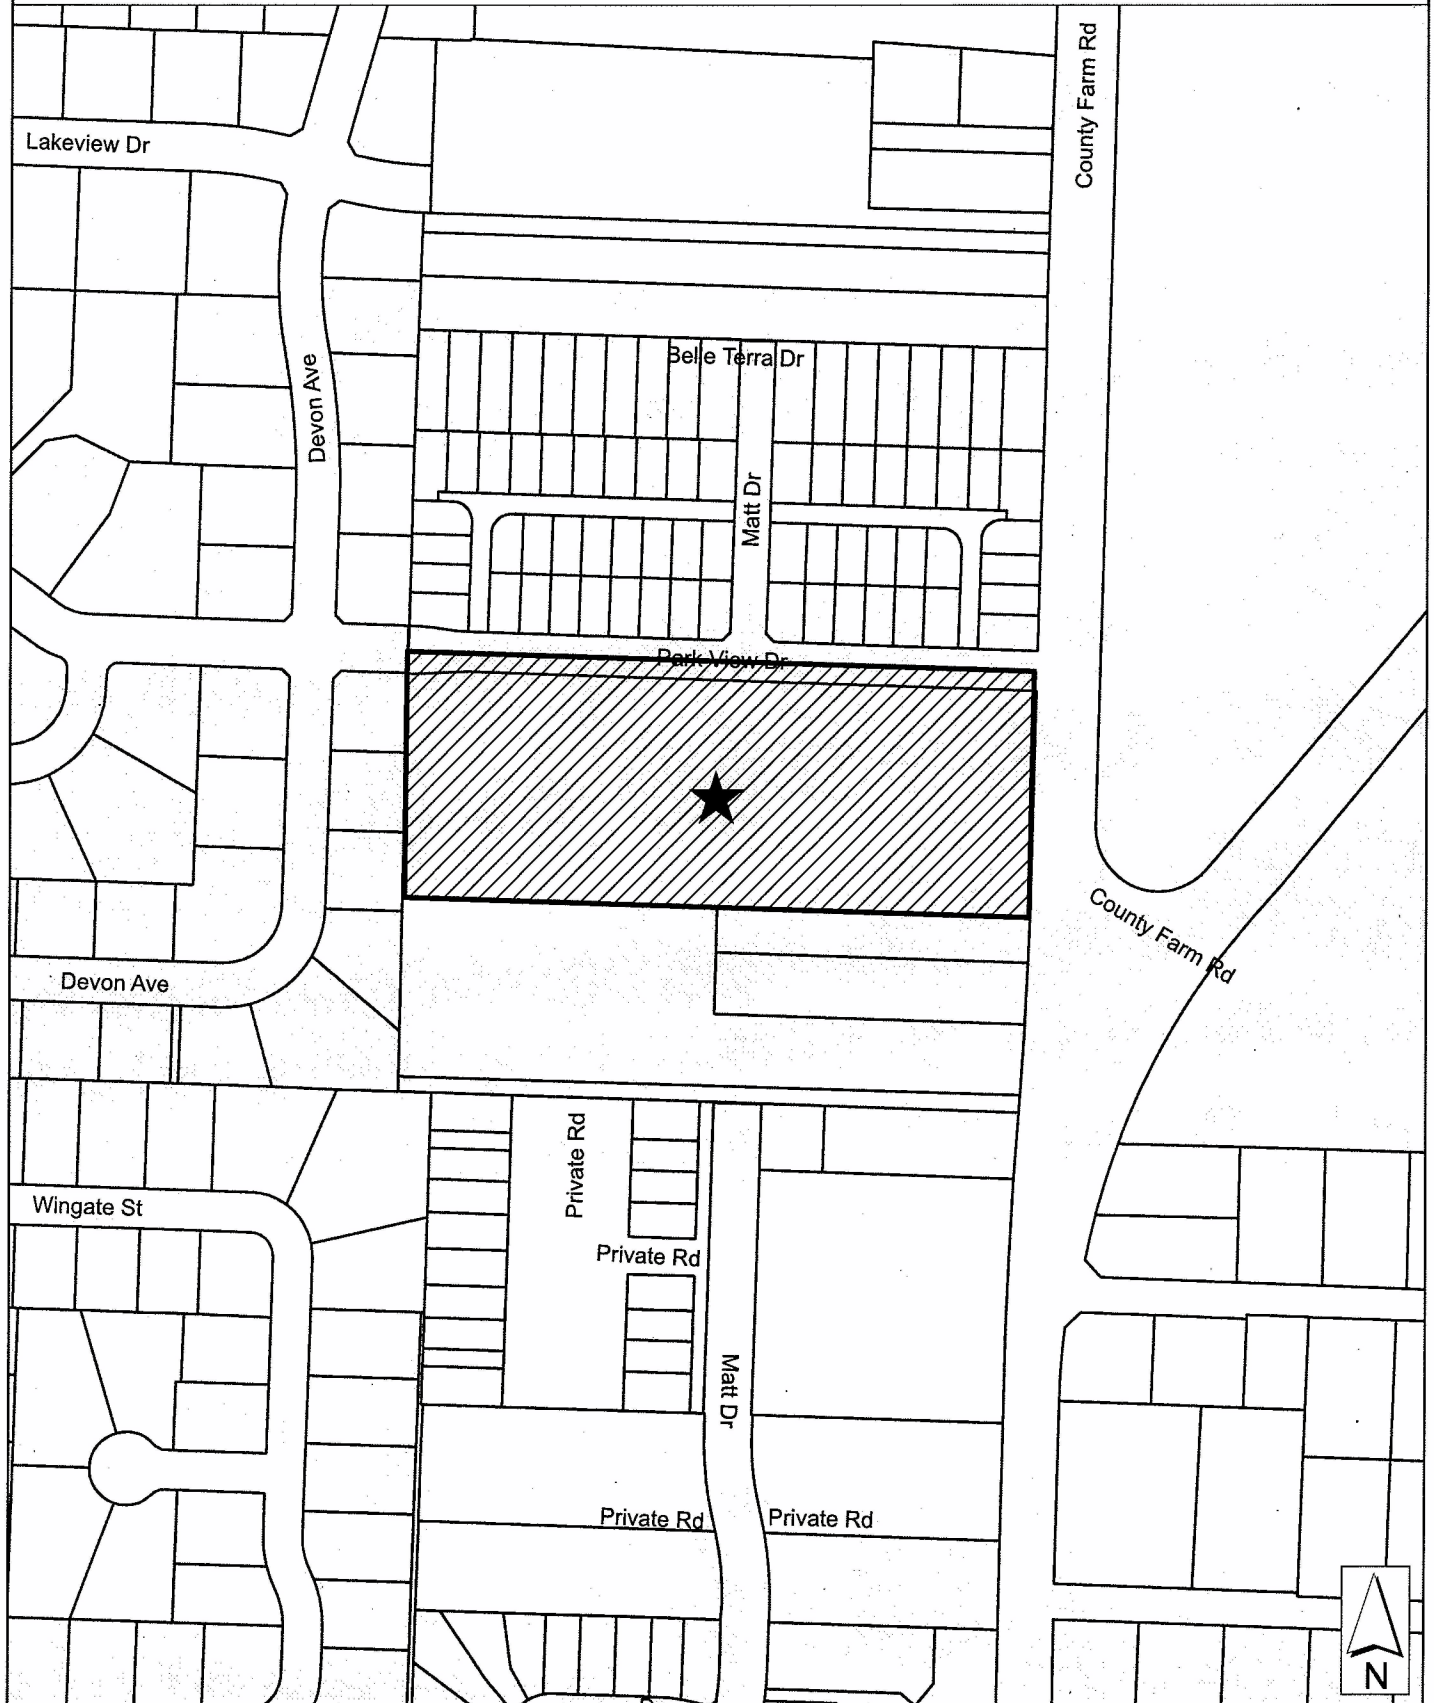 County Farm Rd
Lakeview Dr
Belle Terra Dr
Devon Ave
Matt Dr
Park View Dr
County Farm Rd
Devon Ave
Private Rd
Wingate St
Private Rd
Matt Dr
Private Rd
Private Rd
N